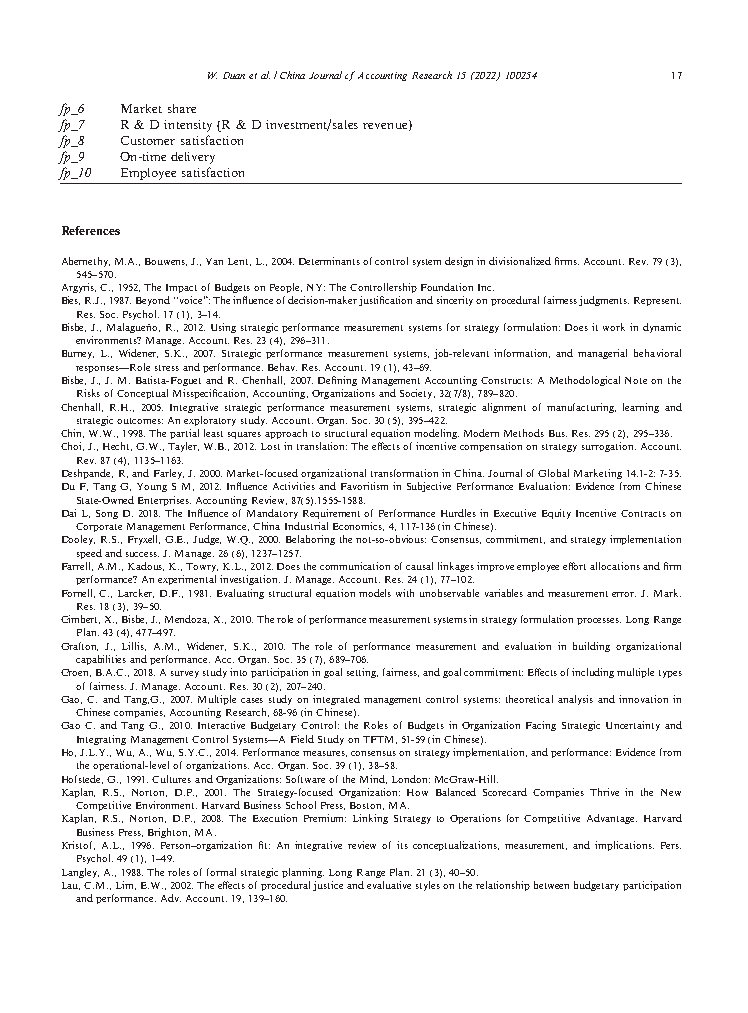 W. Duan et al. / China Journal of Accounting Research 15 (2022) 100254 17
fp_6 Market share
fp_7 R & D intensity {R & D investment/sales revenue}
fp_8 Customer satisfaction
fp_9 On-time delivery
fp_10 Employee satisfaction
References
Abernethy, M.A., Bouwens, J., Van Lent, L., 2004. Determinants of control system design in divisionalized firms. Account. Rev. 79 (3),
545–570.
Argyris, C., 1952, The Impact of Budgets on People, NY: The Controllership Foundation Inc.
Bies, R.J., 1987. Beyond ‘‘voice”: The influence of decision-maker justification and sincerity on procedural fairness judgments. Represent.
Res. Soc. Psychol. 17 (1), 3–14.
Bisbe, J., Malagueño, R., 2012. Using strategic performance measurement systems for strategy formulation: Does it work in dynamic
environments? Manage. Account. Res. 23 (4), 296–311.
Burney, L., Widener, S.K., 2007. Strategic performance measurement systems, job-relevant information, and managerial behavioral
responses—Role stress and performance. Behav. Res. Account. 19 (1), 43–69.
Bisbe, J., J. M. Batista-Foguet and R. Chenhall, 2007. Defining Management Accounting Constructs: A Methodological Note on the
Risks of Conceptual Misspecification, Accounting, Organizations and Society, 32(7/8), 789–820.
Chenhall, R.H., 2005. Integrative strategic performance measurement systems, strategic alignment of manufacturing, learning and
strategic outcomes: An exploratory study. Account. Organ. Soc. 30 (5), 395–422.
Chin, W.W., 1998. The partial least squares approach to structural equation modeling. Modern Methods Bus. Res. 295 (2), 295–336.
Choi, J., Hecht, G.W., Tayler, W.B., 2012. Lost in translation: The effects of incentive compensation on strategy surrogation. Account.
Rev. 87 (4), 1135–1163.
Deshpande, R, and Farley, J. 2000. Market-focused organizational transformation in China. Journal of Global Marketing 14.1-2: 7-35.
Du F, Tang G, Young S M, 2012. Influence Activities and Favoritism in Subjective Performance Evaluation: Evidence from Chinese
State-Owned Enterprises. Accounting Review, 87(5).1555-1588.
Dai L, Song D. 2018. The Influence of Mandatory Requirement of Performance Hurdles in Executive Equity Incentive Contracts on
Corporate Management Performance, China Industrial Economics, 4, 117-136 (in Chinese).
Dooley, R.S., Fryxell, G.E., Judge, W.Q., 2000. Belaboring the not-so-obvious: Consensus, commitment, and strategy implementation
speed and success. J. Manage. 26 (6), 1237–1257.
Farrell, A.M., Kadous, K., Towry, K.L., 2012. Does the communication of causal linkages improve employee effort allocations and firm
performance? An experimental investigation. J. Manage. Account. Res. 24 (1), 77–102.
Fornell, C., Larcker, D.F., 1981. Evaluating structural equation models with unobservable variables and measurement error. J. Mark.
Res. 18 (3), 39–50.
Gimbert, X., Bisbe, J., Mendoza, X., 2010. The role of performance measurement systems in strategy formulation processes. Long Range
Plan. 43 (4), 477–497.
Grafton, J., Lillis, A.M., Widener, S.K., 2010. The role of performance measurement and evaluation in building organizational
capabilities and performance. Acc. Organ. Soc. 35 (7), 689–706.
Groen, B.A.C., 2018. A survey study into participation in goal setting, fairness, and goal commitment: Effects of including multiple types
of fairness. J. Manage. Account. Res. 30 (2), 207–240.
Gao, C. and Tang,G., 2007. Multiple cases study on integrated management control systems: theoretical analysis and innovation in
Chinese companies, Accounting Research, 68-96 (in Chinese).
Gao C. and Tang G., 2010. Interactive Budgetary Control: the Roles of Budgets in Organization Facing Strategic Uncertainty and
Integrating Management Control Systems—A Field Study on TFTM, 51-59 (in Chinese).
Ho, J.L.Y., Wu, A., Wu, S.Y.C., 2014. Performance measures, consensus on strategy implementation, and performance: Evidence from
the operational-level of organizations. Acc. Organ. Soc. 39 (1), 38–58.
Hofstede, G., 1991. Cultures and Organizations: Software of the Mind, London: McGraw-Hill.
Kaplan, R.S., Norton, D.P., 2001. The Strategy-focused Organization: How Balanced Scorecard Companies Thrive in the New
Competitive Environment. Harvard Business School Press, Boston, MA.
Kaplan, R.S., Norton, D.P., 2008. The Execution Premium: Linking Strategy to Operations for Competitive Advantage. Harvard
Business Press, Brighton, MA.
Kristof, A.L., 1996. Person–organization fit: An integrative review of its conceptualizations, measurement, and implications. Pers.
Psychol. 49 (1), 1–49.
Langley, A., 1988. The roles of formal strategic planning. Long Range Plan. 21 (3), 40–50.
Lau, C.M., Lim, E.W., 2002. The effects of procedural justice and evaluative styles on the relationship between budgetary participation
and performance. Adv. Account. 19, 139–160.